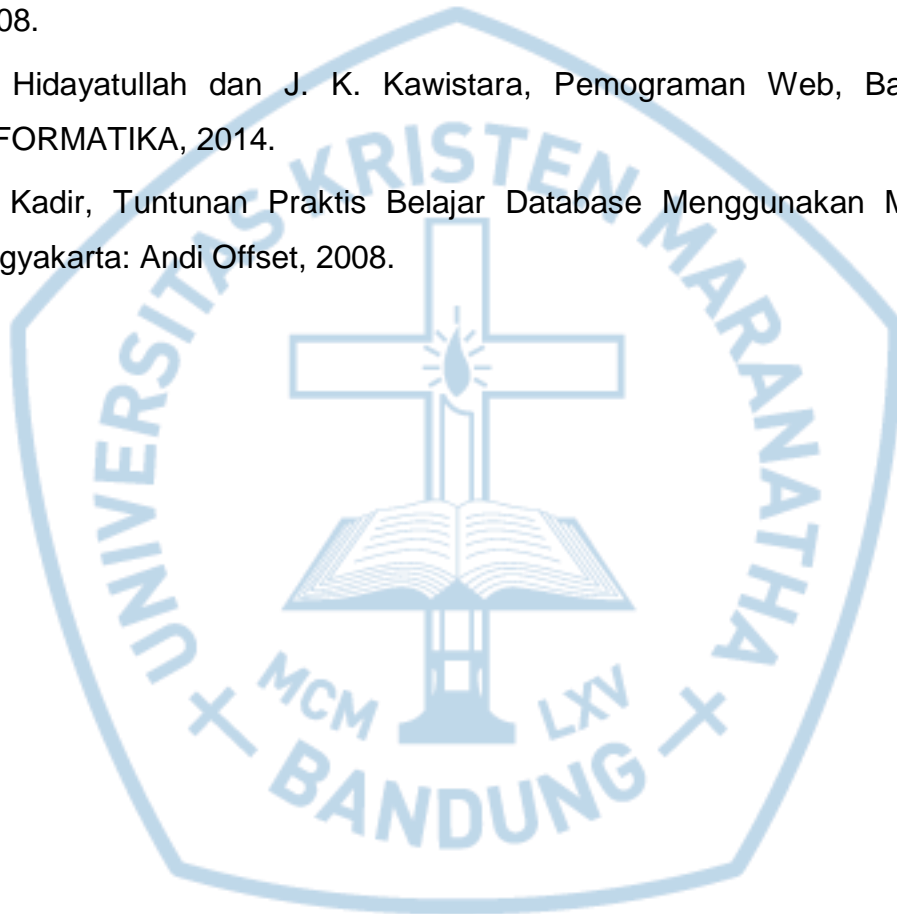 08.
Hidayatullah dan J. K. Kawistara, Pemograman Web, Ba
FORMATIKA, 2014.
Kadir, Tuntunan Praktis Belajar Database Menggunakan M
gyakarta: Andi Offset, 2008.
UNIVERSITAS KRISTEN MARANATHA
MCM LXV
BANDUNG